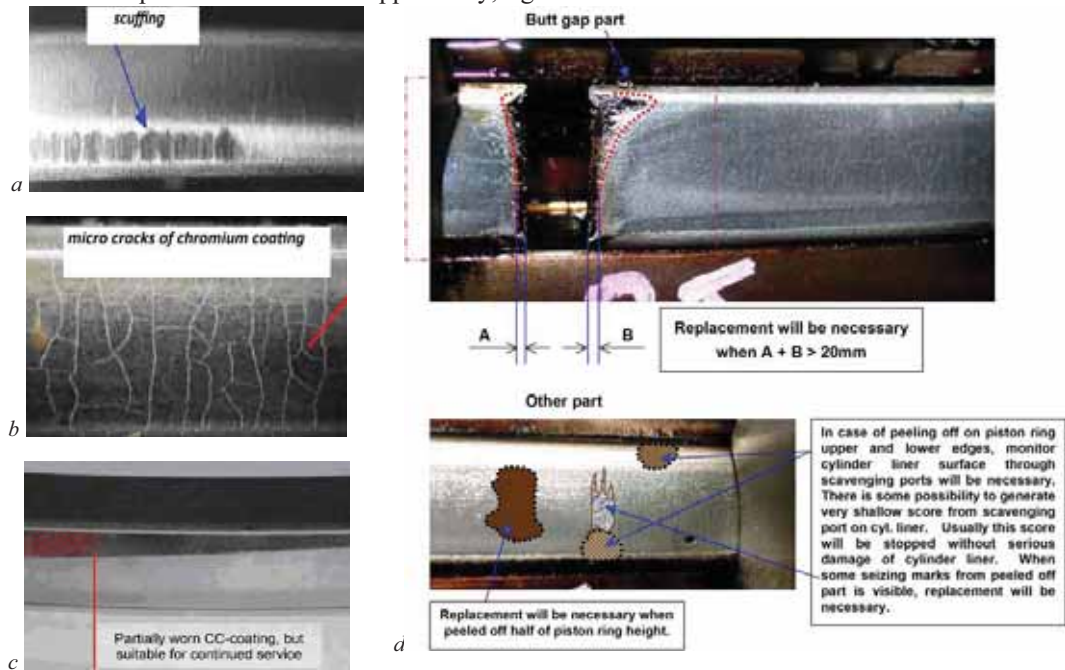 scuffing
a
micro cracks of chromium coating
b
Partially worn CC-coating, but
suitable for continued service
c
Butt gap part
A
B
Replacement will be necessary
when A + B > 20mm
Other part
In case of peeling off on piston ring
upper and lower edges, monitor
cylinder liner surface through
scavenging ports will be necessary.
There is some possibility to generate
very shallow score from scavenging
port on cyl. liner. Usually this score
will be stopped without serious
damage of cylinder liner. When
some seizing marks from peeled off
part is visible, replacement will be
necessary.
Replacement will be necessary when
peeled off half of piston ring height.
d